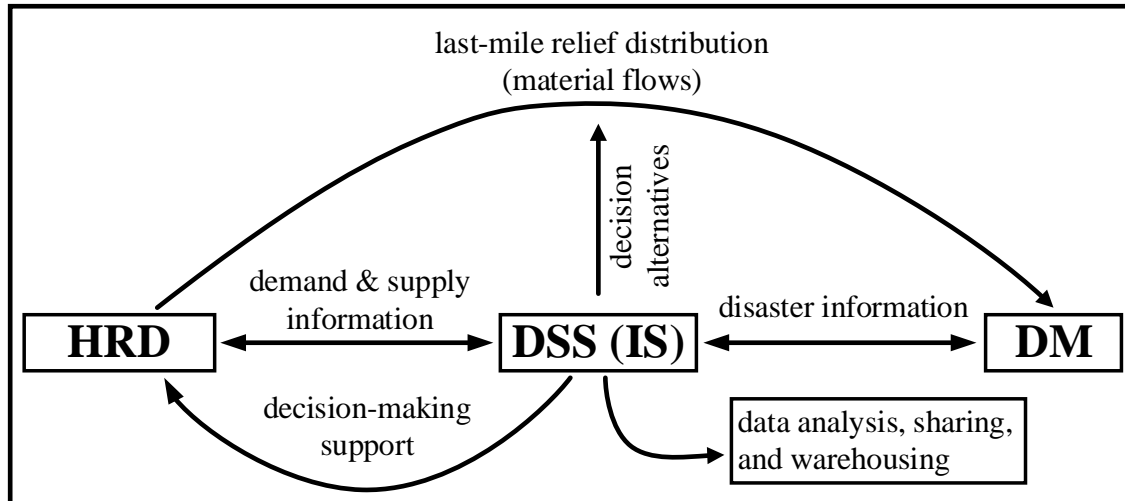 last-mile relief distribution
(material flows)
decision
alternatives
demand & supply
information
disaster information
HRD
DSS (IS)
DM
decision-making
support
data analysis, sharing,
and warehousing